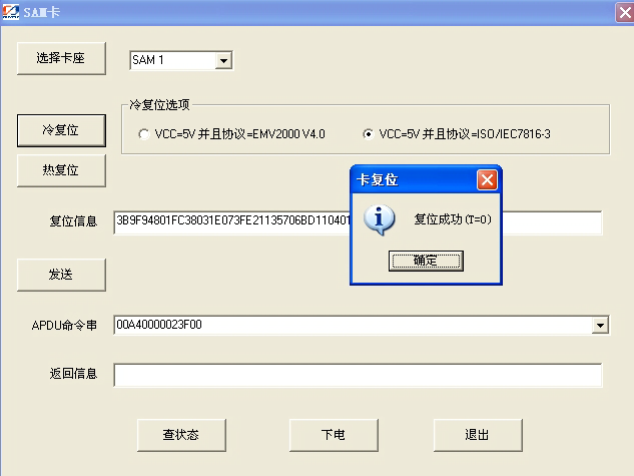 SAM卡
选择卡座
SAM 1
冷复位选项
冷复位
VCC=5V 并且协议=EMV2000 V4.0
VCC=5V 并且协议=ISO/IEC7816-3
热复位
卡复位
复位成功(T=0)
确定
复位信息
3B9F94801FC38031E073FE21135706BD110401
发送
APDU命令串
00A40000023F00
返回信息
查状态
下电
退出